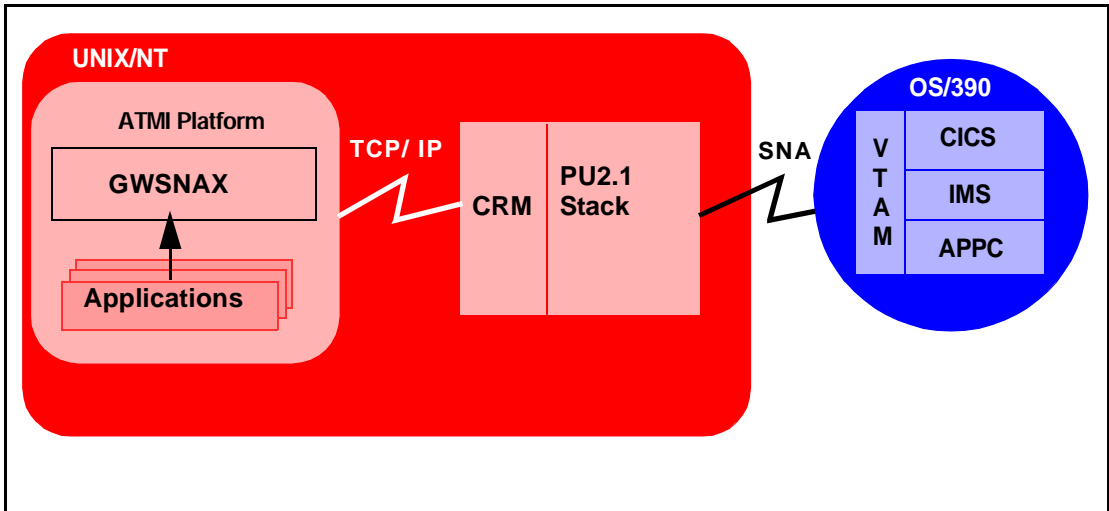 UNIX/NT
ATMI Platform
GWSNAX
Applications
TCP/ IP
CRM
PU2.1
Stack
SNA
OS/390
V
T
A
M
CICS
IMS
APPC